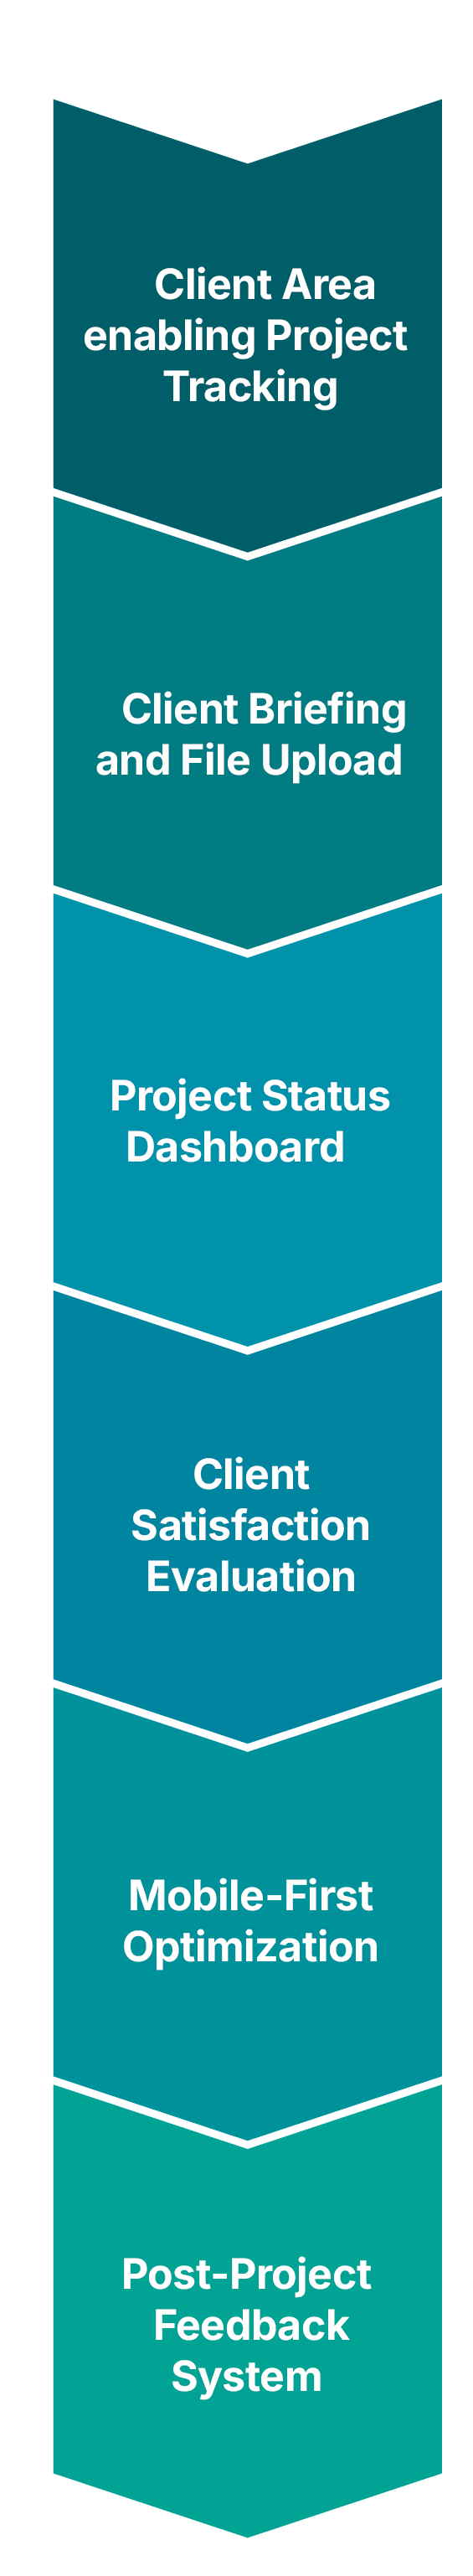 Client Area
enabling Project
Tracking
Client Briefing
and File Upload
Project Status
Dashboard
Client
Satisfaction
Evaluation
Mobile-First
Optimization
Post-Project
Feedback
System